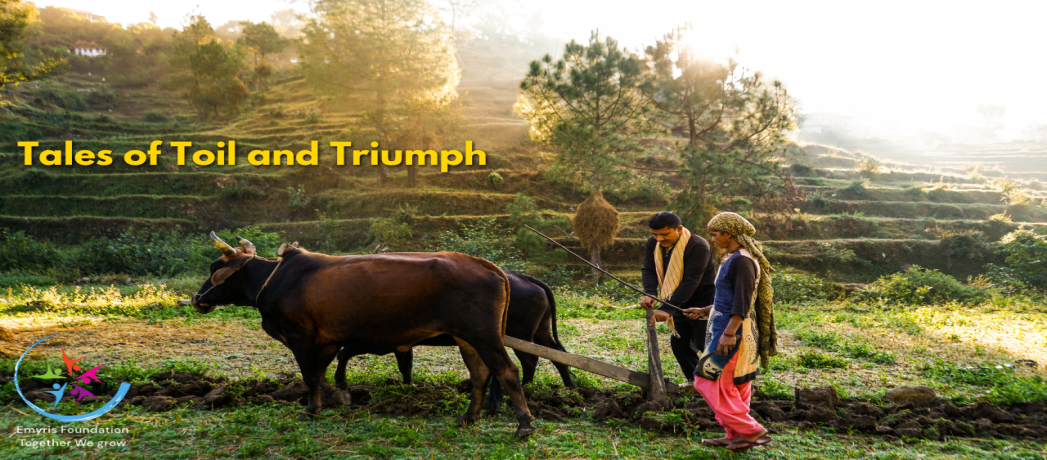 Tales of Toil and Triumph
Emyris Foundation
Together We grow